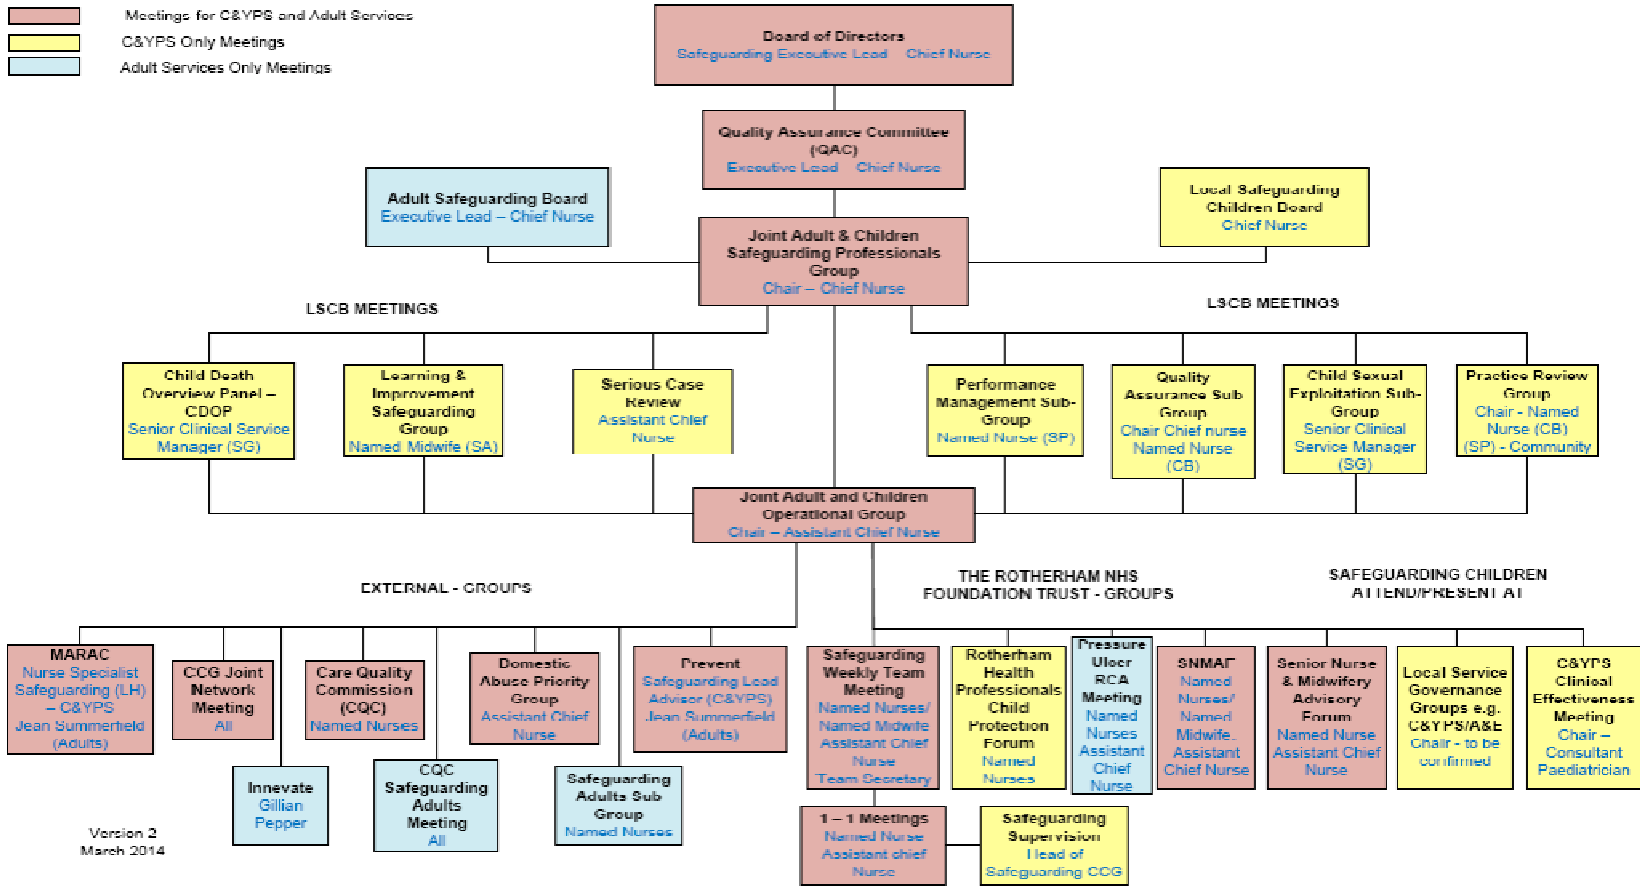 Meetings for C&YPS and Adult Services
C&YPS Only Meetings
Adult Services Only Meetings
Board of Directors
Safeguarding Executive Lead – Chief Nurse
Quality Assurance Committee
(QAC)
Executive Lead – Chief Nurse
Adult Safeguarding Board
Executive Lead – Chief Nurse
Local Safeguarding
Children Board
Chief Nurse
Joint Adult & Children
Safeguarding Professionals
Group
Chair – Chief Nurse
LSCB MEETINGS
LSCB MEETINGS
Child Death
Overview Panel –
CDOP
Senior Clinical Service
Manager (SG)
Learning &
Improvement
Safeguarding
Group
Named Midwife (SA)
Serious Case
Review
Assistant Chief
Nurse
Performance
Management Sub-
Group
Named Nurse (SP)
Quality
Assurance Sub
Group
Chair Chief nurse
Named Nurse
(CB)
Child Sexual
Exploitation Sub-
Group
Senior Clinical
Service Manager
(SG)
Practice Review
Group
Chair - Named
Nurse (CB)
(SP) - Community
Joint Adult and Children
Operational Group
Chair – Assistant Chief Nurse
EXTERNAL - GROUPS
THE ROTHERHAM NHS
FOUNDATION TRUST - GROUPS
SAFEGUARDING CHILDREN
ATTEND/PRESENT AT
MARAC
Nurse Specialist
Safeguarding (LH)
– C&YPS
Jean Summerfield
(Adults)
CCG Joint
Network
Meeting
All
Care Quality
Commission
(CQC)
Named Nurses
Domestic
Abuse Priority
Group
Assistant Chief
Nurse
Prevent
Safeguarding Lead
Advisor (C&YPS)
Jean Summerfield
(Adults)
Safeguarding
Weekly Team
Meeting
Named Nurses/
Named Midwife
Assistant Chief
Nurse
Team Secretary
Rotherham
Health
Professionals
Child
Protection
Forum
Named
Nurses
Pressure
Ulcer
RCA
Meeting
Named
Nurses
Assistant
Chief
Nurse
SNMAF
Named
Nurses/
Named
Midwife.
Assistant
Chief Nurse
Senior Nurse
& Midwifery
Advisory
Forum
Named Nurse
Assistant Chief
Nurse
Local Service
Governance
Groups e.g.
C&YPS/A&E
Chair - to be
confirmed
C&YPS
Clinical
Effectiveness
Meeting
Chair –
Consultant
Paediatrician
Innevate
Gillian
Pepper
CQC
Safeguarding
Adults
Meeting
All
Safeguarding
Adults Sub
Group
Named Nurses
1 – 1 Meetings
Named Nurse
Assistant chief
Nurse
Safeguarding
Supervision
Head of
Safeguarding CCG
Version 2
March 2014